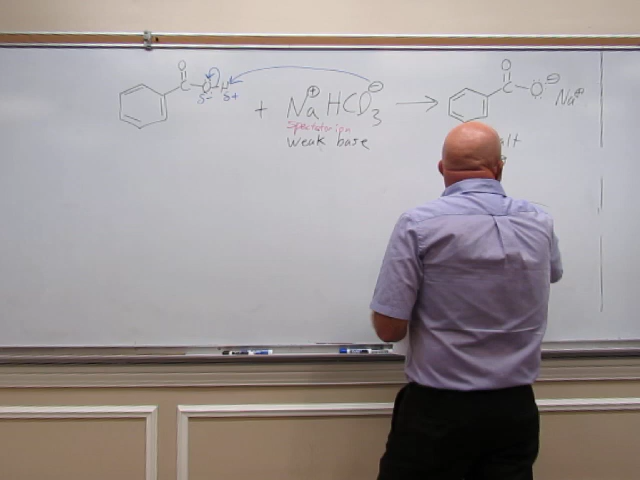 O O
C O H C O⊖ Na⊕
δ- δ+
+ Na⊕ HCO3⊖ →
Spectator ion
weak base